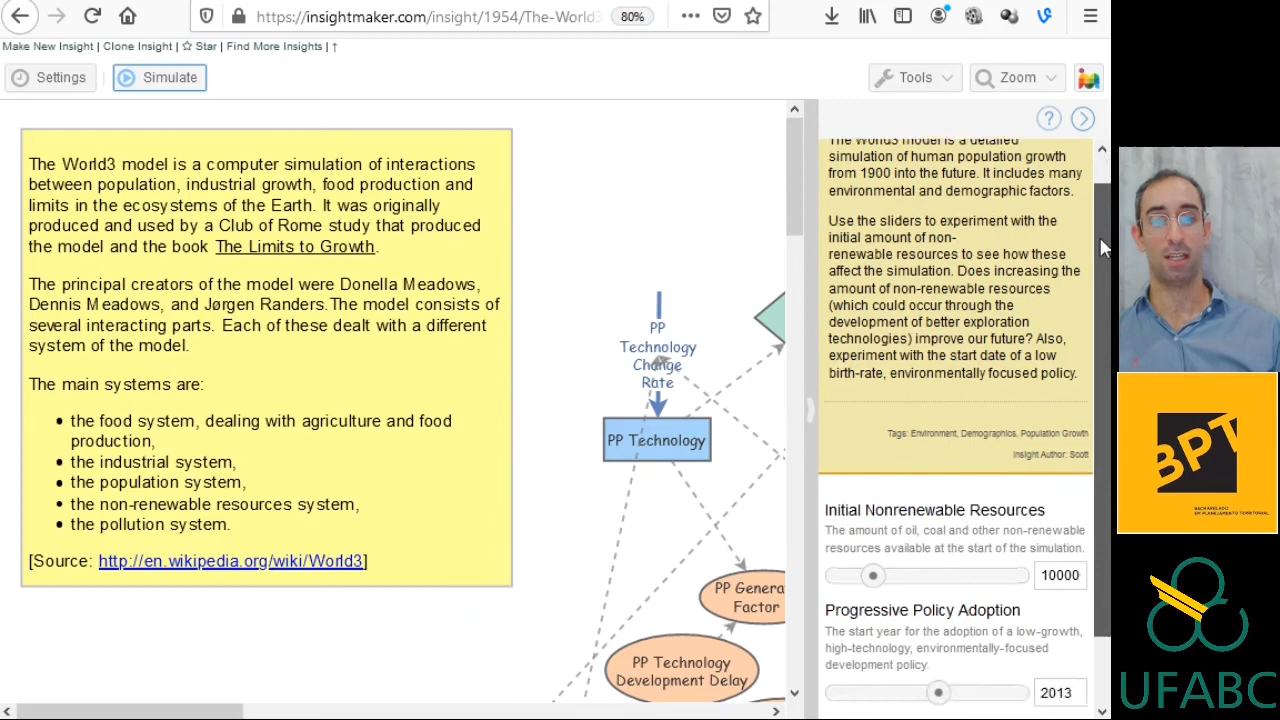 https://insightmaker.com/insight/1954/The-World3
80%
Make New Insight | Clone Insight | ☆ Star | Find More Insights | ↑
Settings
Simulate
Tools
Zoom
The World3 model is a computer simulation of interactions
between population, industrial growth, food production and
limits in the ecosystems of the Earth. It was originally
produced and used by a Club of Rome study that produced
the model and the book The Limits to Growth.
The principal creators of the model were Donella Meadows,
Dennis Meadows, and Jørgen Randers.The model consists of
several interacting parts. Each of these dealt with a different
system of the model.
The main systems are:
• the food system, dealing with agriculture and food
production,
• the industrial system,
• the population system,
• the non-renewable resources system,
• the pollution system.
[Source: http://en.wikipedia.org/wiki/World3]
PP
Technology
Change
Rate
PP Technology
PP Genera
Factor
PP Technology
Development Delay
?
The World3 model is a detailed
simulation of human population growth
from 1900 into the future. It includes many
environmental and demographic factors.
Use the sliders to experiment with the
initial amount of non-
renewable resources to see how these
affect the simulation. Does increasing the
amount of non-renewable resources
(which could occur through the
development of better exploration
technologies) improve our future? Also,
experiment with the start date of a low
birth-rate, environmentally focused policy.
Tags: Environment, Demographics, Population Growth
Insight Author: Scott
Initial Nonrenewable Resources
The amount of oil, coal and other non-renewable
resources available at the start of the simulation.
10000
Progressive Policy Adoption
The start year for the adoption of a low-growth,
high-technology, environmentally-focused
development policy.
2013
BPT
BACHARELADO
EM PLANEJAMENTO TERRITORIAL
UFABC